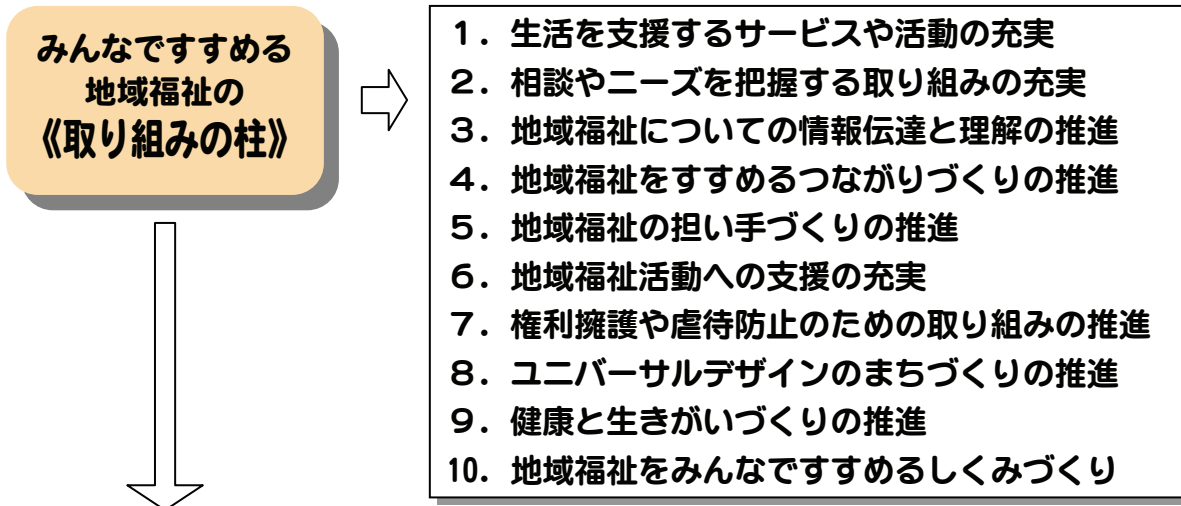 みんなですすめる
地域福祉の
《取り組みの柱》
１．生活を支援するサービスや活動の充実
２．相談やニーズを把握する取り組みの充実
３．地域福祉についての情報伝達と理解の推進
４．地域福祉をすすめるつながりづくりの推進
５．地域福祉の担い手づくりの推進
６．地域福祉活動への支援の充実
７．権利擁護や虐待防止のための取り組みの推進
８．ユニバーサルデザインのまちづくりの推進
９．健康と生きがいづくりの推進
10．地域福祉をみんなですすめるしくみづくり